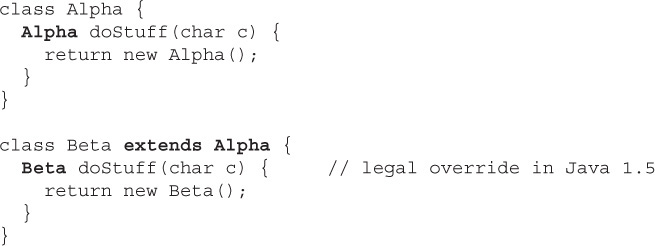 class Alpha {
  Alpha doStuff(char c) {
    return new Alpha();
  }
}

class Beta extends Alpha {
  Beta doStuff(char c) {     // legal override in Java 1.5
    return new Beta();
  }
}